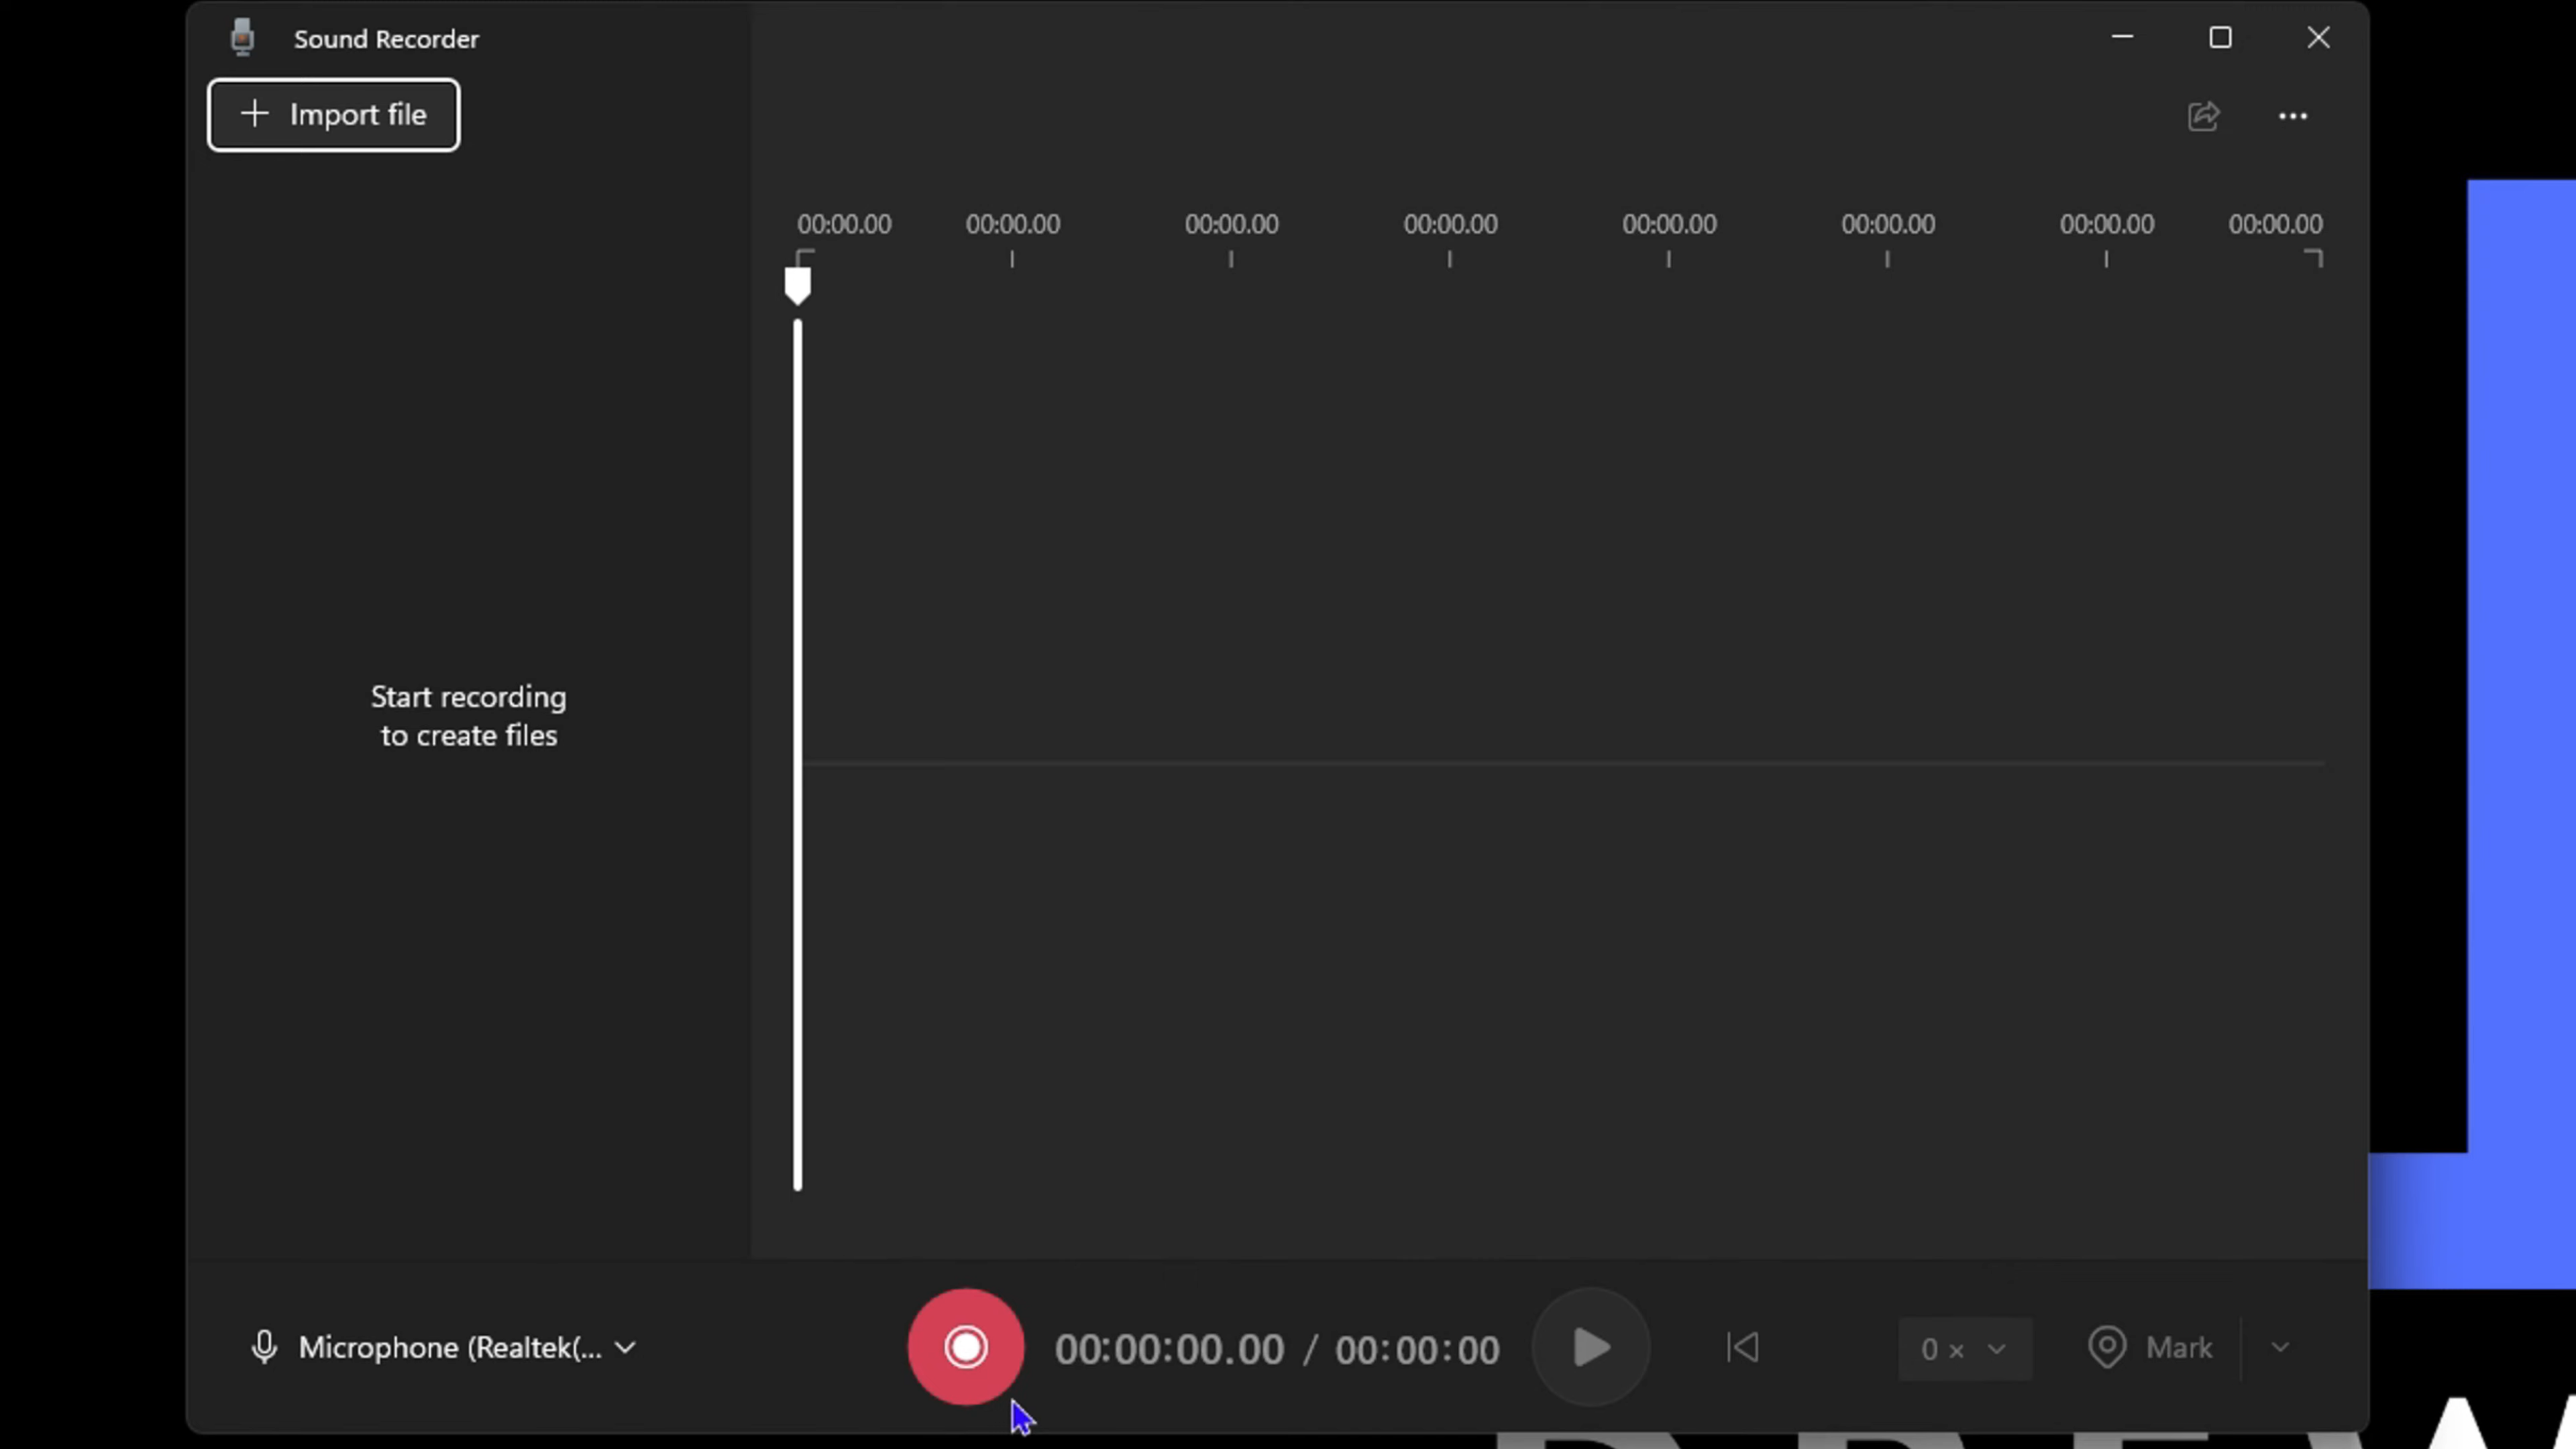 Sound Recorder
Import file
00:00.00 00:00.00 00:00.00 00:00.00 00:00.00 00:00.00 00:00.00 00:00.00
Start recording
to create files
Microphone (Realtek(... 00:00:00.00 / 00:00:00 0 × Mark